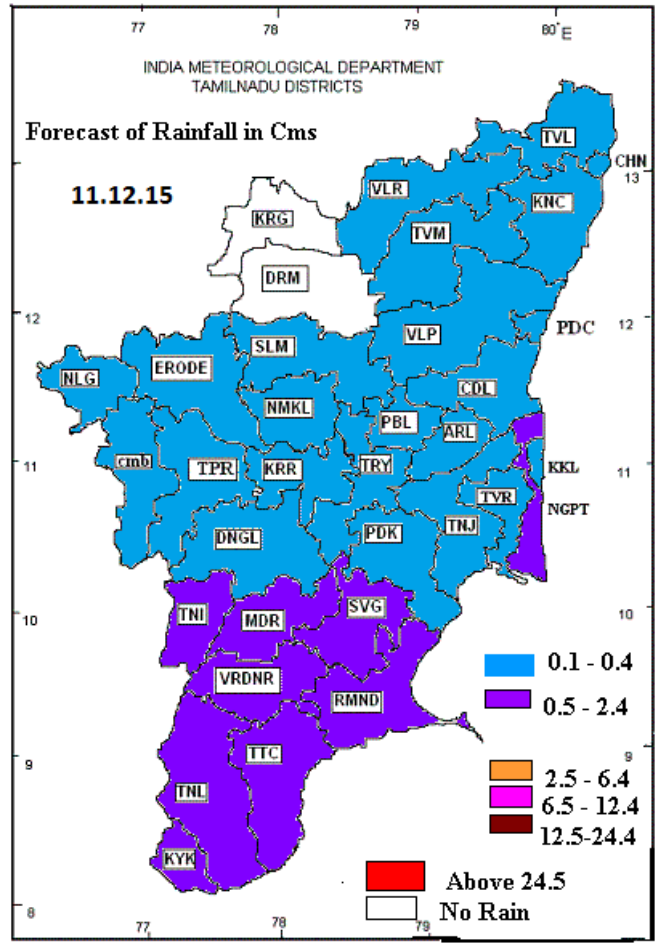 77
78
79
80°E
INDIA METEOROLOGICAL DEPARTMENT
TAMILNADU DISTRICTS
Forecast of Rainfall in Cms
11.12.15
TVL
CHN
13
VLR
KNC
KRG
TVM
DRM
12
12
PDC
VLP
SLM
ERODE
NLG
CDL
NMKL
PBL
ARL
11
cmb
TPR
KRR
TRY
11
KKL
TVR
NGPT
DNGL
PDK
TNJ
10
TNI
MDR
SVG
10
VRDNR
RMND
0.1 - 0.4
0.5 - 2.4
9
TTC
9
TNL
2.5 - 6.4
6.5 - 12.4
12.5-24.4
KYK
Above 24.5
8
No Rain
77
78
79